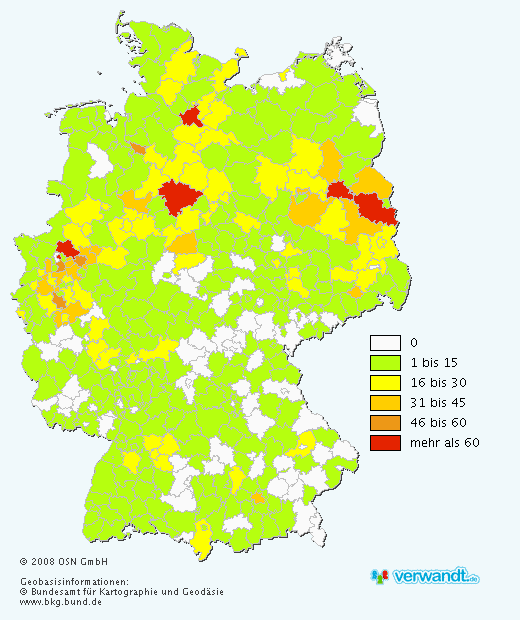 0
1 bis 15
16 bis 30
31 bis 45
46 bis 60
mehr als 60
© 2008 OSN GmbH
Geobasisinformationen:
© Bundesamt für Kartographie und Geodäsie
www.bkg.bund.de
verwandt.de